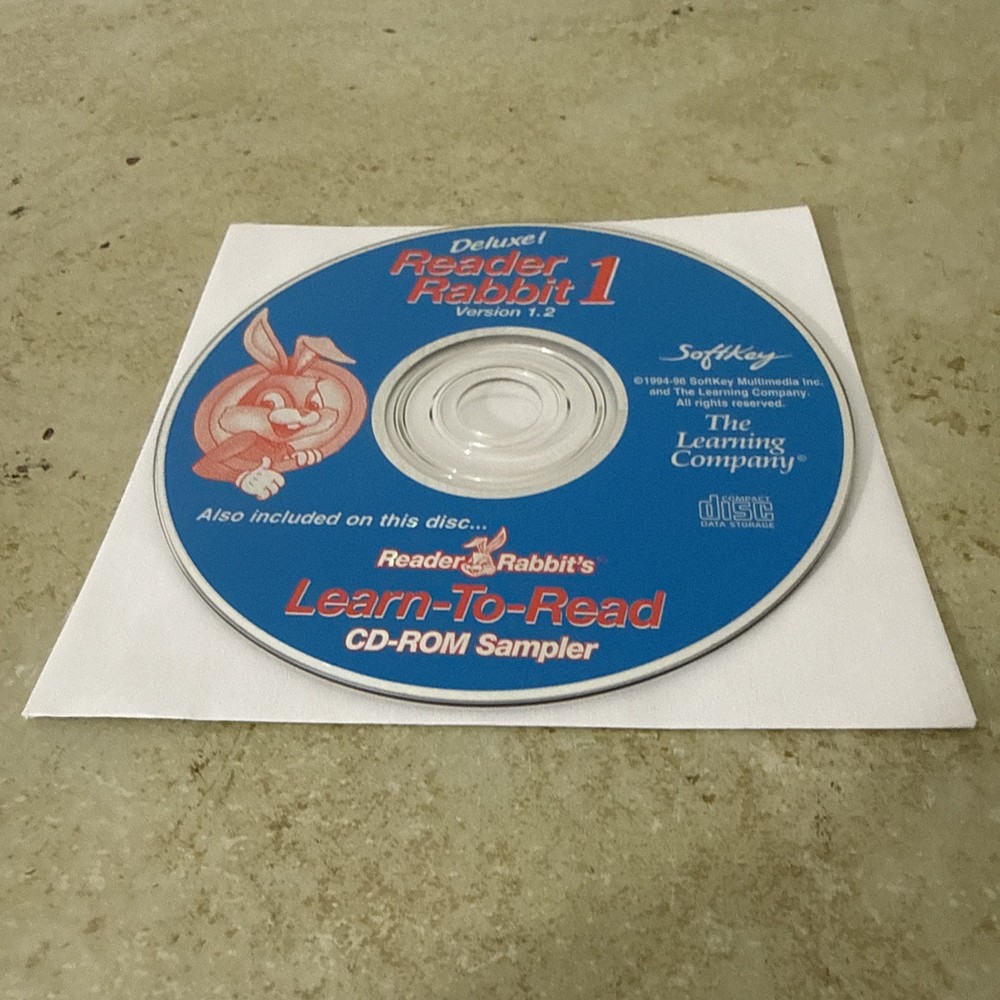 Deluxe!
Reader
Rabbit 1
Version 1.2
SoftKey
©1994-96 SoftKey Multimedia Inc.
and The Learning Company.
All rights reserved.
The
Learning
Company®
COMPACT
disc
DATA STORAGE
Also included on this disc...
Reader Rabbit's™
Learn-To-Read
CD-ROM Sampler